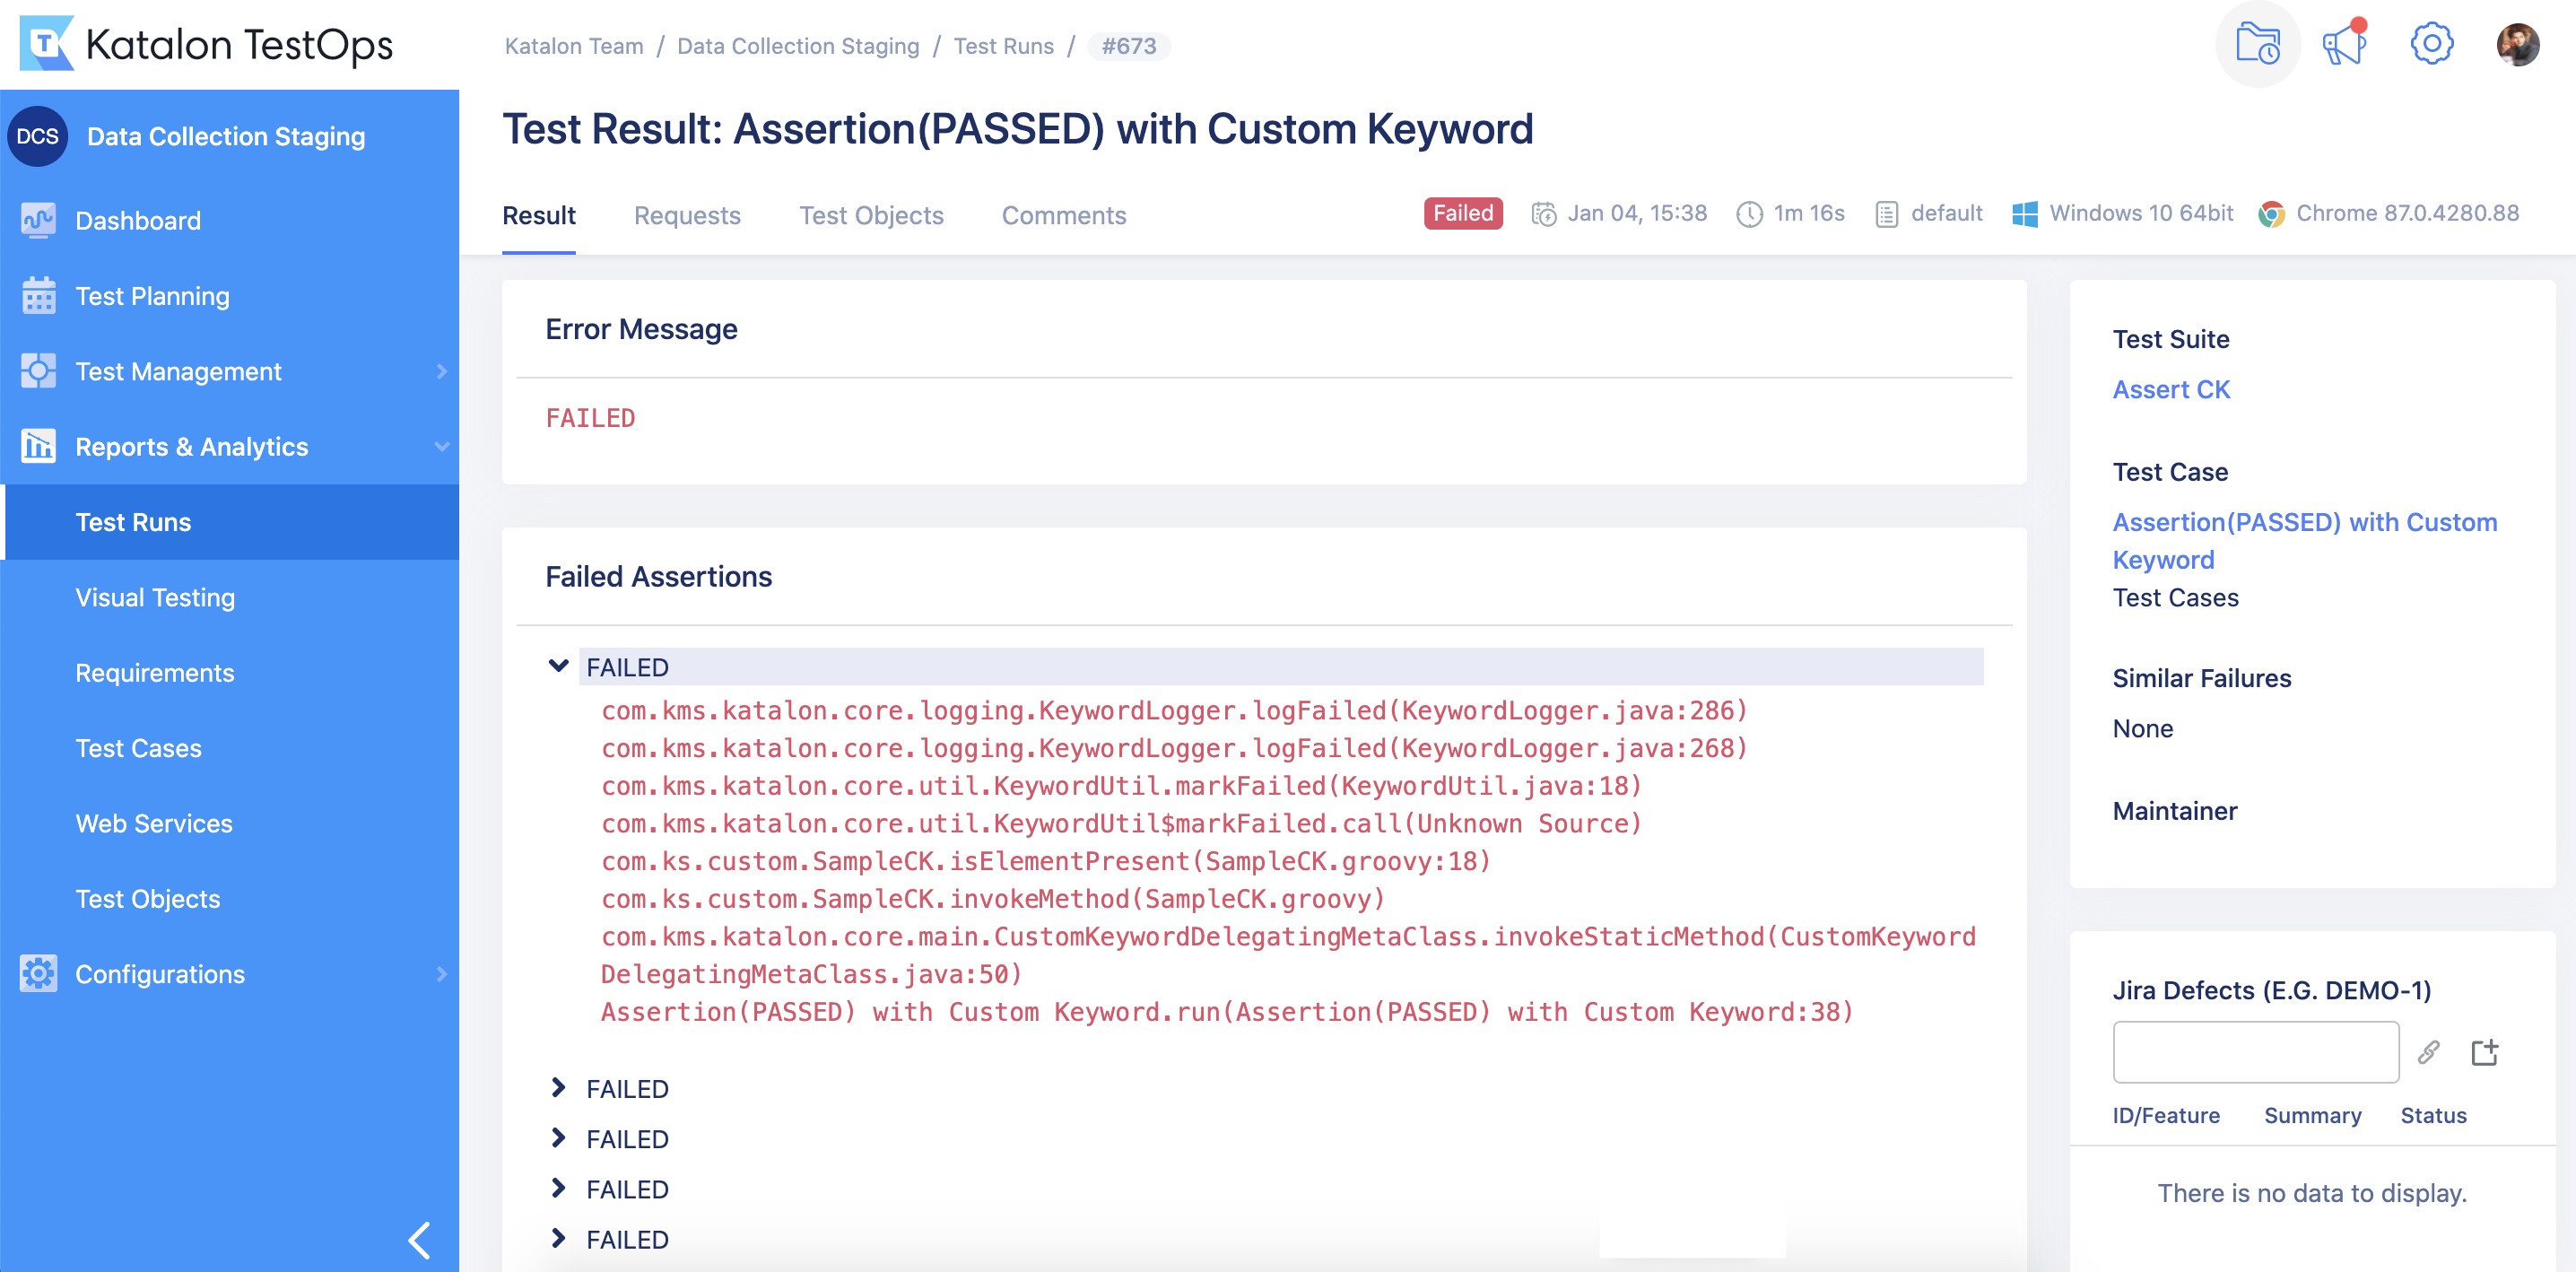 Katalon TestOps
Katalon Team / Data Collection Staging / Test Runs / #673
DCS Data Collection Staging
Dashboard
Test Planning
Test Management
Reports & Analytics
Test Runs
Visual Testing
Requirements
Test Cases
Web Services
Test Objects
Configurations
Test Result: Assertion(PASSED) with Custom Keyword
Result Requests Test Objects Comments
Failed Jan 04, 15:38 1m 16s default Windows 10 64bit Chrome 87.0.4280.88
Error Message
FAILED
Failed Assertions
FAILED
com.kms.katalon.core.logging.KeywordLogger.logFailed(KeywordLogger.java:286)
com.kms.katalon.core.logging.KeywordLogger.logFailed(KeywordLogger.java:268)
com.kms.katalon.core.util.KeywordUtil.markFailed(KeywordUtil.java:18)
com.kms.katalon.core.util.KeywordUtil$markFailed.call(Unknown Source)
com.ks.custom.SampleCK.isElementPresent(SampleCK.groovy:18)
com.ks.custom.SampleCK.invokeMethod(SampleCK.groovy)
com.kms.katalon.core.main.CustomKeywordDelegatingMetaClass.invokeStaticMethod(CustomKeyword
DelegatingMetaClass.java:50)
Assertion(PASSED) with Custom Keyword.run(Assertion(PASSED) with Custom Keyword:38)
FAILED
FAILED
FAILED
FAILED
Test Suite
Assert CK
Test Case
Assertion(PASSED) with Custom
Keyword
Test Cases
Similar Failures
None
Maintainer
Jira Defects (E.G. DEMO-1)
ID/Feature Summary Status
There is no data to display.